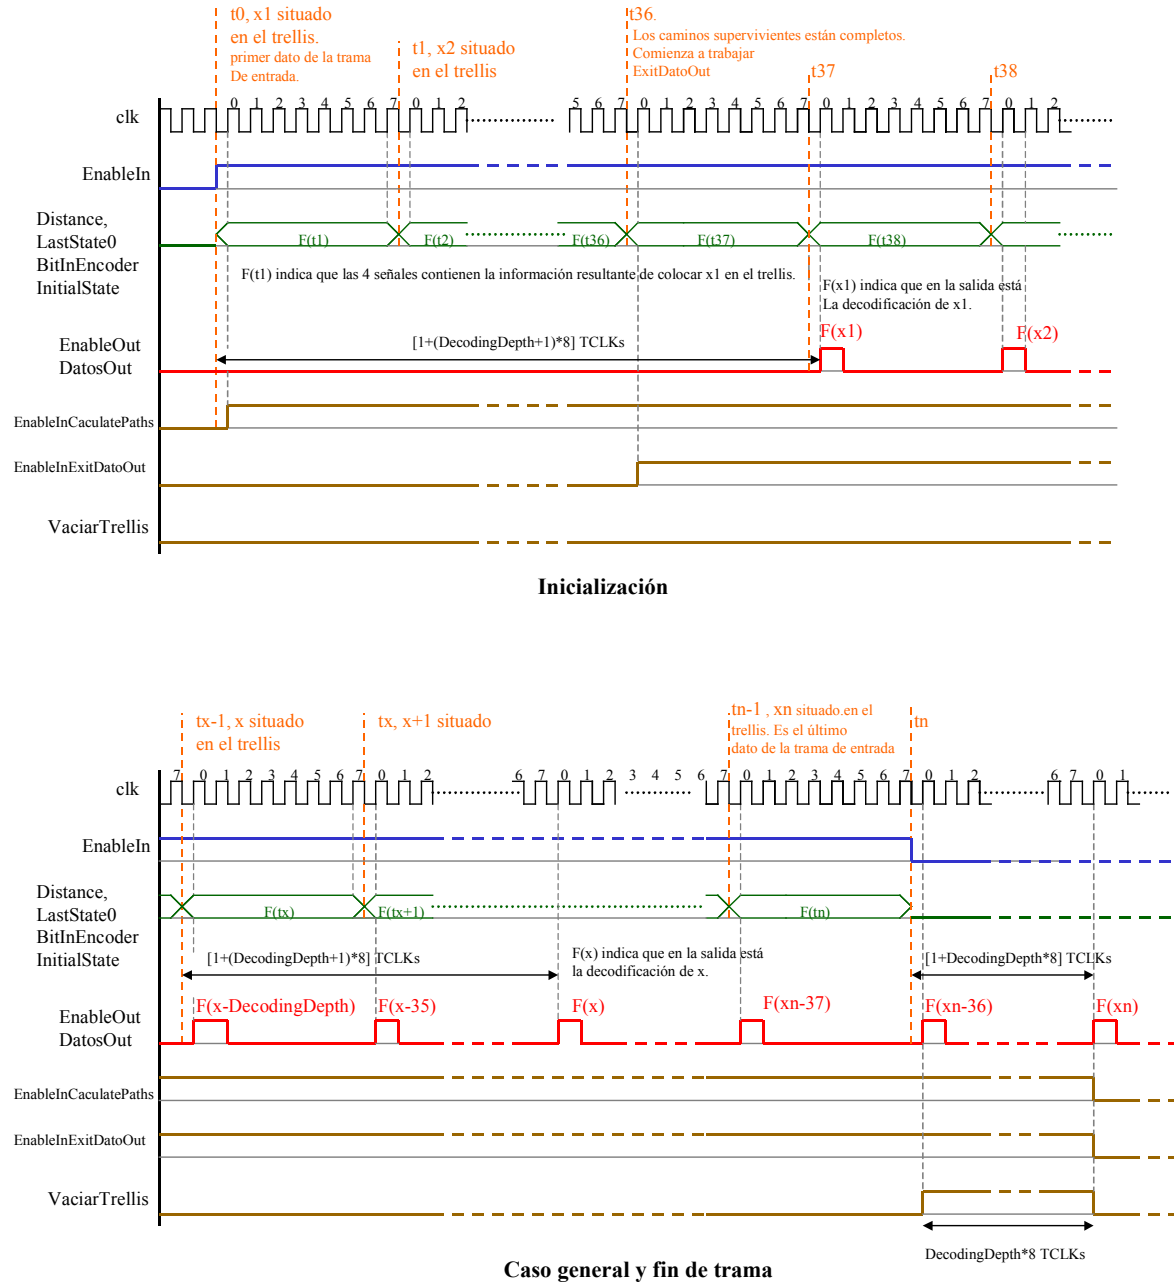 t0, x1 situado
en el trellis.
primer dato de la trama
De entrada.
t1, x2 situado
en el trellis
t36.
Los caminos supervivientes están completos.
Comienza a trabajar
ExitDatoOut
t37
t38
0 1 2 3 4 5 6 7 0 1 2 5 6 7 0 1 2 3 4 5 6 7 0 1 2 3 4 5 6 7 0 1 2
clk
EnableIn
Distance,
LastState0
BitInEncoder
InitialState
F(t1) F(t2) F(t36) F(t37) F(t38)
F(t1) indica que las 4 señales contienen la información resultante de colocar x1 en el trellis.
F(x1) indica que en la salida está
La decodificación de x1.
EnableOut
DatosOut
[1+(DecodingDepth+1)*8] TCLKs
F(x1)
F(x2)
EnableInCaculatePaths
EnableInExitDatoOut
VaciarTrellis
Inicialización
tx-1, x situado
en el trellis
tx, x+1 situado
tn-1 , xn situado.en el
trellis. Es el último
dato de la trama de entrada
tn
7 0 1 2 3 4 5 6 7 0 1 2 6 7 0 1 2 3 4 5 6 7 0 1 2 3 4 5 6 7 0 1 2 6 7 0 1
clk
EnableIn
Distance,
LastState0
BitInEncoder
InitialState
F(tx) F(tx+1) F(tn)
[1+(DecodingDepth+1)*8] TCLKs
F(x) indica que en la salida está
la decodificación de x.
[1+DecodingDepth*8] TCLKs
EnableOut
DatosOut
F(x-DecodingDepth) F(x-35) F(x) F(xn-37) F(xn-36) F(xn)
EnableInCaculatePaths
EnableInExitDatoOut
VaciarTrellis
DecodingDepth*8 TCLKs
Caso general y fin de trama